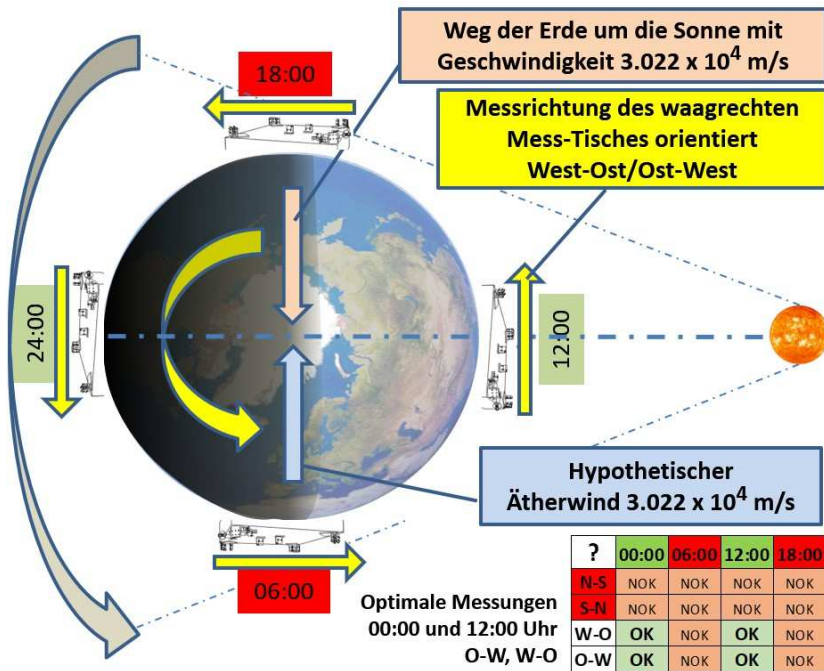 Weg der Erde um die Sonne mit
Geschwindigkeit 3.022 x 10⁴ m/s
18:00
Messrichtung des waagrechten
Mess-Tisches orientiert
West-Ost/Ost-West
24:00
12:00
Hypothetischer
Ätherwind 3.022 x 10⁴ m/s
06:00
Optimale Messungen
00:00 und 12:00 Uhr
O-W, W-O
? 00:00 06:00 12:00 18:00
N-S NOK NOK NOK NOK
S-N NOK NOK NOK NOK
W-O OK NOK OK NOK
O-W OK NOK OK NOK